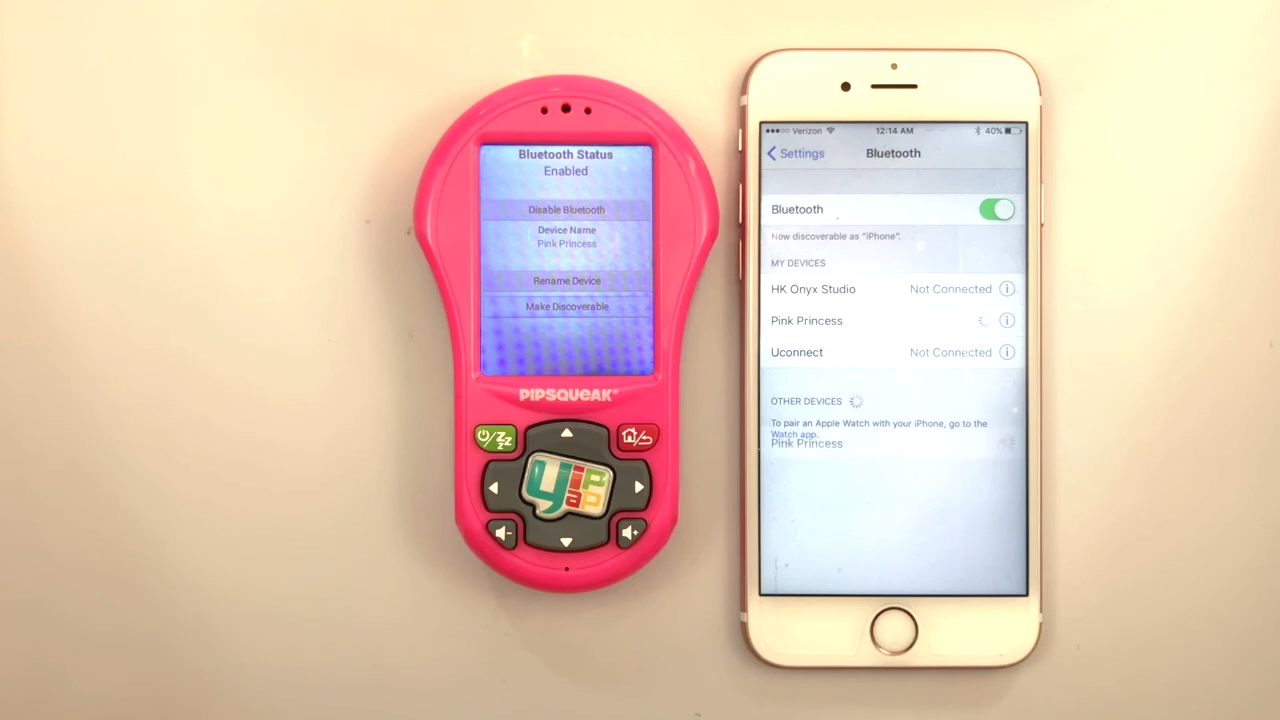 Bluetooth Status
Enabled
Disable Bluetooth
Device Name
Pink Princess
Rename Device
Make Discoverable
PIPSQUEAK®
Zzz
Yip
Yap
Verizon 12:14 AM 40%
Settings Bluetooth
Bluetooth
Now discoverable as “iPhone”.
MY DEVICES
HK Onyx Studio Not Connected
Pink Princess
Uconnect Not Connected
OTHER DEVICES
To pair an Apple Watch with your iPhone, go to the
Watch app.
Pink Princess